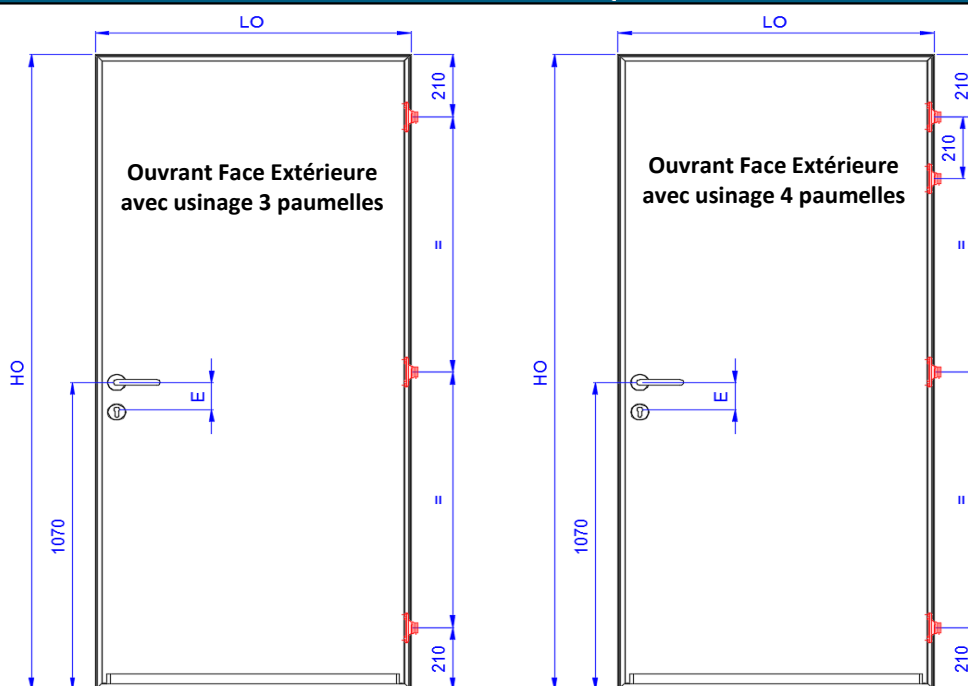 LO
210
Ouvrant Face Extérieure
avec usinage 3 paumelles
=
HO
E
1070
=
210
LO
210
210
Ouvrant Face Extérieure
avec usinage 4 paumelles
=
HO
E
1070
=
210